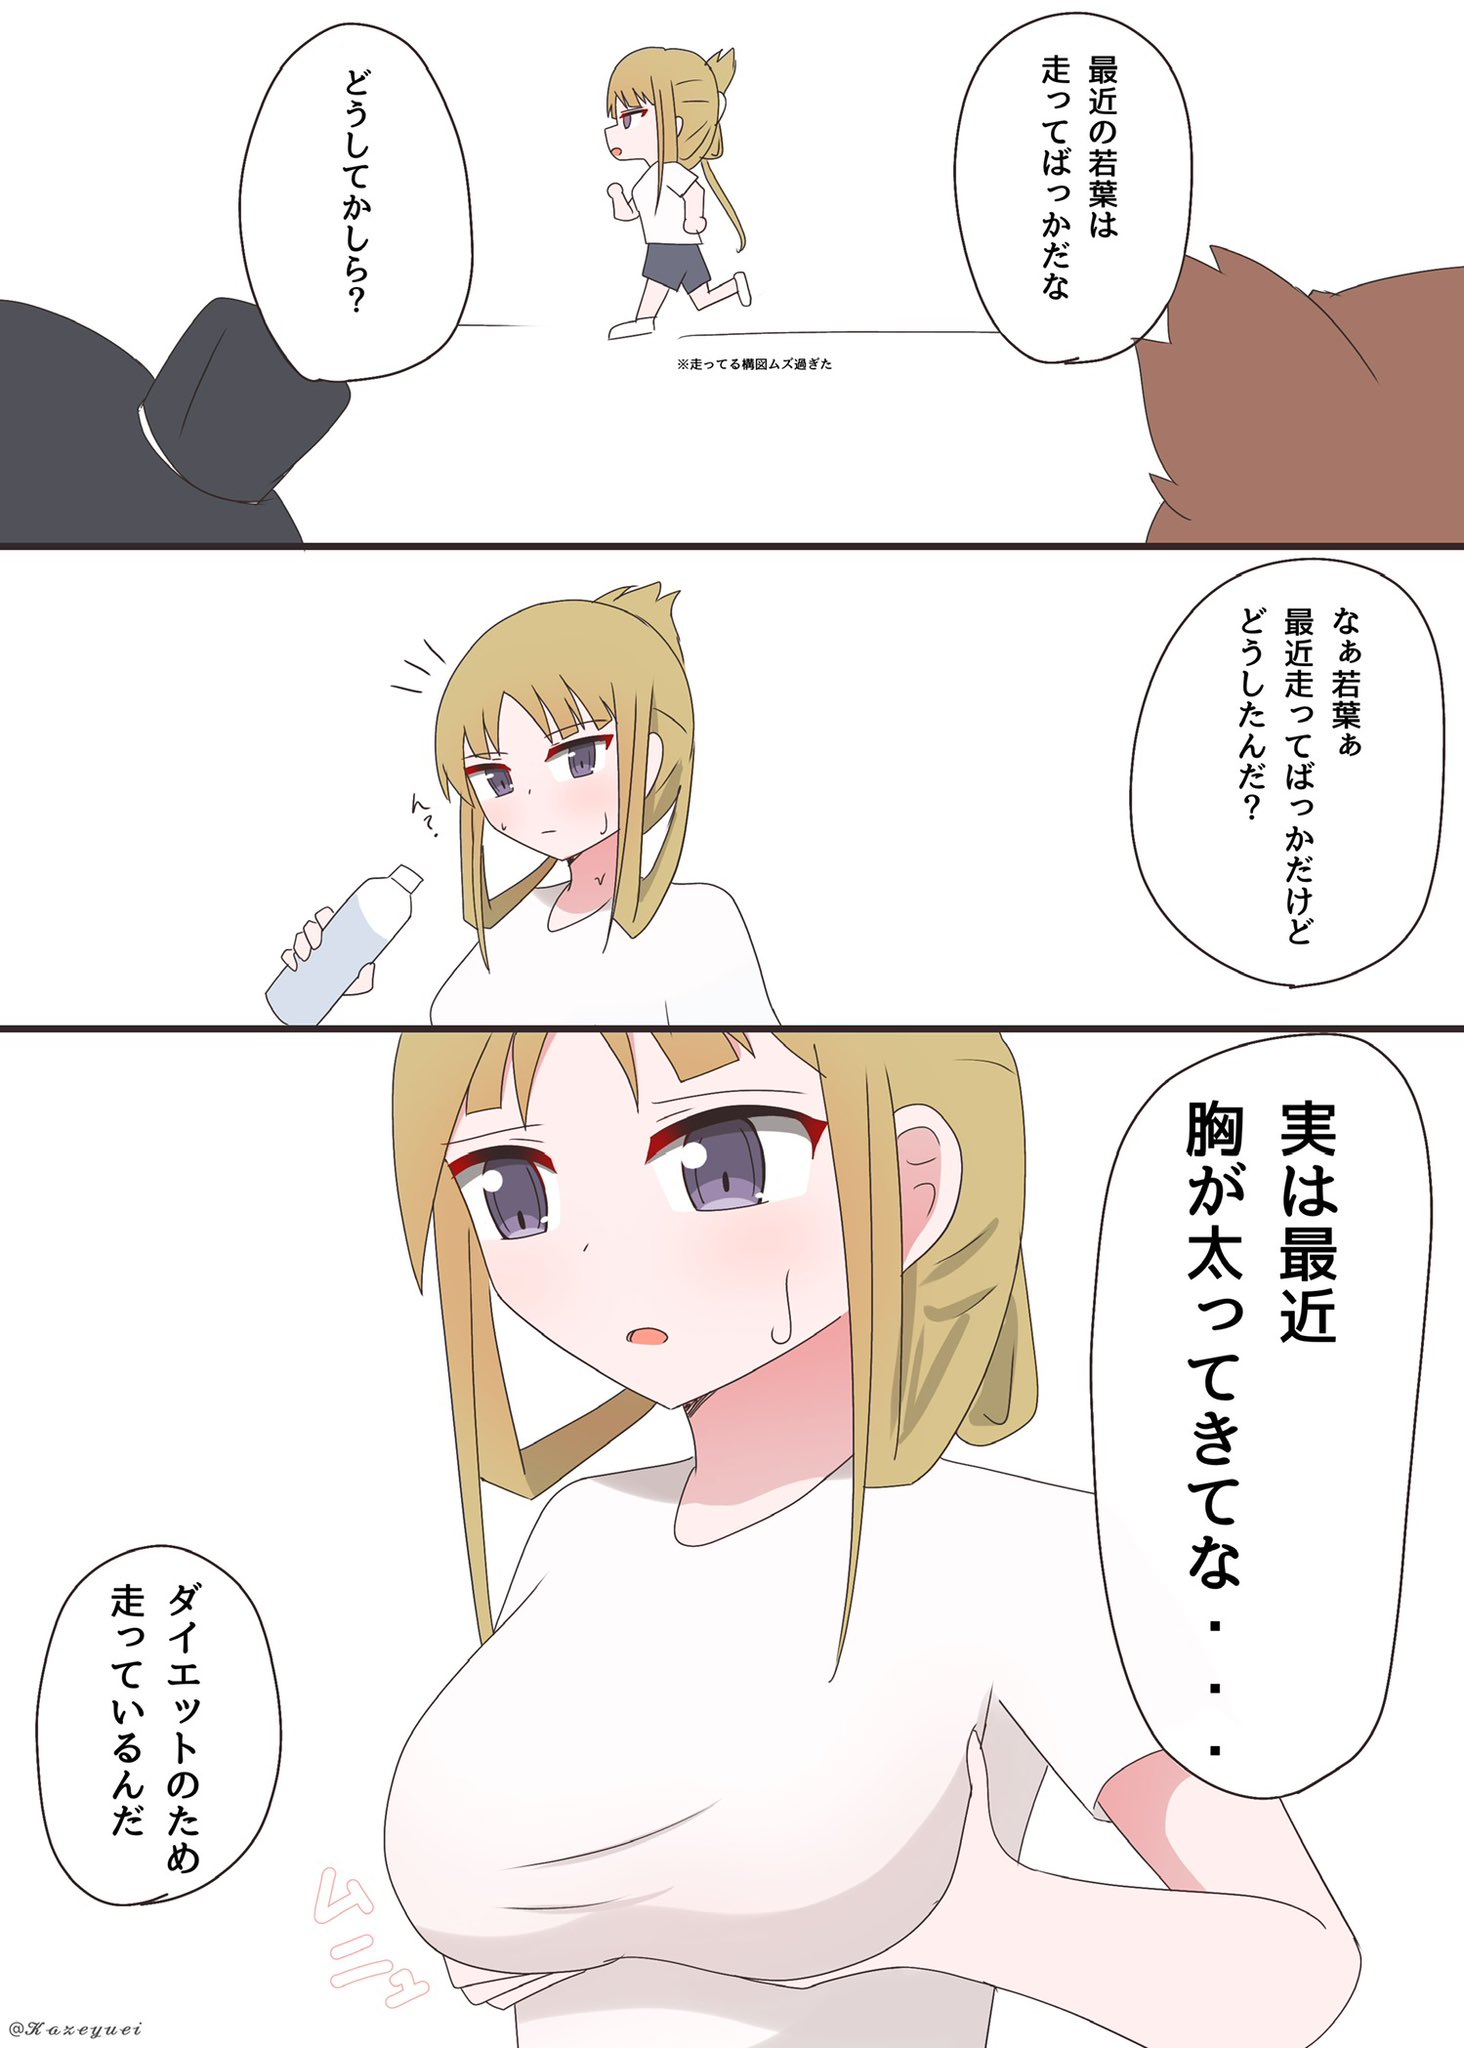 最近の若葉は
走ってばっかだな
どうしてかしら？
※走ってる構図ムズ過ぎた
なぁ若葉ぁ
最近走ってばっかだけど
どうしたんだ？
ん？
実は最近
胸が太ってきてな...
ムニュ
ダイエットのため
走っているんだ
@Kazeyuei